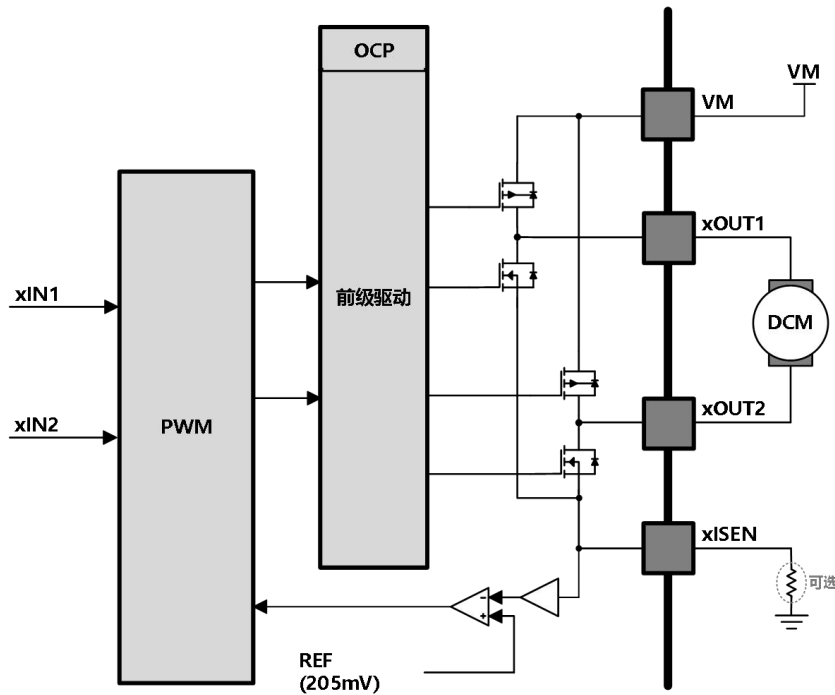 OCP
VM
VM
xOUT1
xIN1
前级驱动
DCM
xIN2
PWM
xOUT2
xISEN
可选
-
+
REF
(205mV)